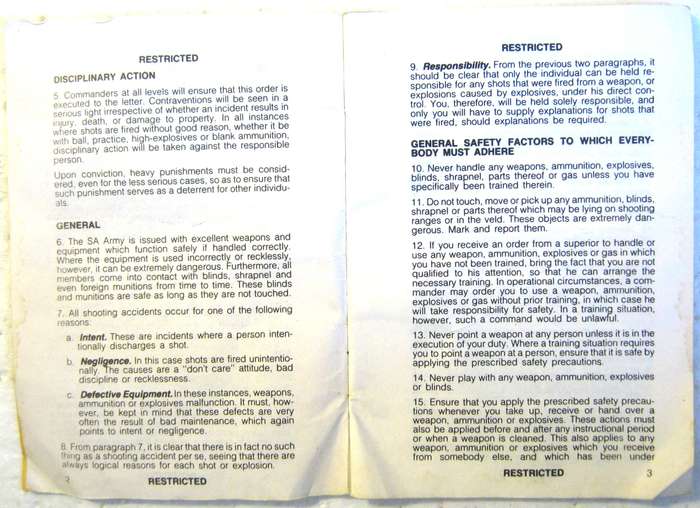 RESTRICTED
DISCIPLINARY ACTION
5. Commanders at all levels will ensure that this order is
executed to the letter. Contraventions will be seen in a
serious light irrespective of whether an incident results in
injury, death, or damage to property. In all instances
where shots are fired without good reason, whether it be
with ball, practice, high-explosives or blank ammunition,
disciplinary action will be taken against the responsible
person.
Upon conviction, heavy punishments must be consid-
ered, even for the less serious cases, so as to ensure that
such punishment serves as a deterrent for other individu-
als.
GENERAL
6. The SA Army is issued with excellent weapons and
equipment which function safely if handled correctly.
Where the equipment is used incorrectly or recklessly,
however, it can be extremely dangerous. Furthermore, all
members come into contact with blinds, shrapnel and
even foreign munitions from time to time. These blinds
and munitions are safe as long as they are not touched.
7. All shooting accidents occur for one of the following
reasons:
a. Intent. These are incidents where a person inten-
tionally discharges a shot.
b. Negligence. In this case shots are fired unintentio-
nally. The causes are a "don't care" attitude, bad
discipline or recklessness.
c. Defective Equipment. In these instances, weapons,
ammunition or explosives malfunction. It must, how-
ever, be kept in mind that these defects are very
often the result of bad maintenance, which again
points to intent or negligence.
8. From paragraph 7, it is clear that there is in fact no such
thing as a shooting accident per se, seeing that there are
always logical reasons for each shot or explosion.
2
RESTRICTED
RESTRICTED
9. Responsibility. From the previous two paragraphs, it
should be clear that only the individual can be held re-
sponsible for any shots that were fired from a weapon, or
explosions caused by explosives, under his direct con-
trol. You, therefore, will be held solely responsible, and
only you will have to supply explanations for shots that
were fired, should explanations be required.
GENERAL SAFETY FACTORS TO WHICH EVERY-
BODY MUST ADHERE
10. Never handle any weapons, ammunition, explosives,
blinds, shrapnel, parts thereof or gas unless you have
specifically been trained therein.
11. Do not touch, move or pick up any ammunition, blinds,
shrapnel or parts thereof which may be lying on shooting
ranges or in the veld. These objects are extremely dan-
gerous. Mark and report them.
12. If you receive an order from a superior to handle or
use any weapon, ammunition, explosives or gas in which
you have not been trained, bring the fact that you are not
qualified to his attention, so that he can arrange the
necessary training. In operational circumstances, a com-
mander may order you to use a weapon, ammunition,
explosives or gas without prior training, in which case he
will take responsibility for safety. In a training situation,
however, such a command would be unlawful.
13. Never point a weapon at any person unless it is in the
execution of your duty. Where a training situation requires
you to point a weapon at a person, ensure that it is safe by
applying the prescribed safety precautions.
14. Never play with any weapon, ammunition, explosives
or blinds.
15. Ensure that you apply the prescribed safety precau-
tions whenever you take up, receive or hand over a
weapon, ammunition or explosives. These actions must
also be applied before and after any instructional period
or when a weapon is cleaned. This also applies to any
weapon, ammunition or explosives which you receive
from somebody else, and which has been under
RESTRICTED
3